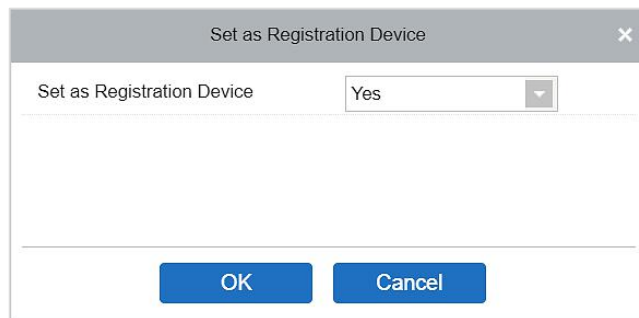 Set as Registration Device
Set as Registration Device Yes
OK Cancel